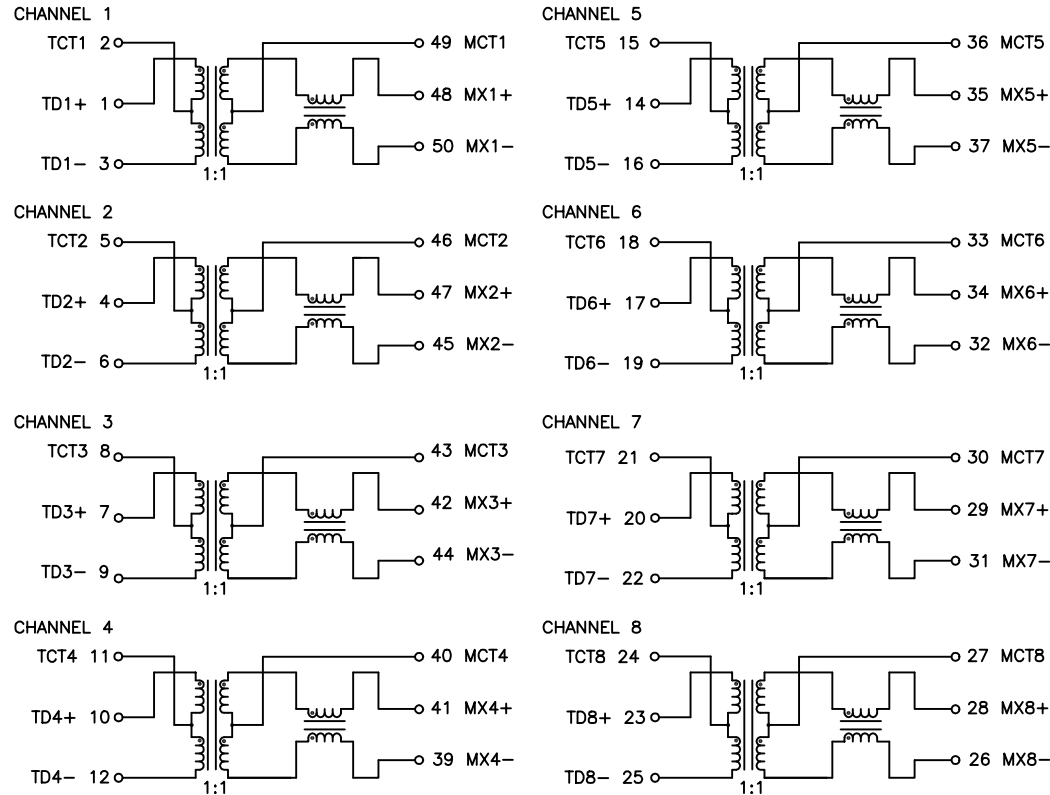 CHANNEL 1
TCT1 2
49 MCT1
48 MX1+
TD1+ 1
50 MX1−
TD1− 3
1:1
CHANNEL 2
TCT2 5
46 MCT2
47 MX2+
TD2+ 4
45 MX2−
TD2− 6
1:1
CHANNEL 3
TCT3 8
43 MCT3
42 MX3+
TD3+ 7
44 MX3−
TD3− 9
1:1
CHANNEL 4
TCT4 11
40 MCT4
41 MX4+
TD4+ 10
39 MX4−
TD4− 12
1:1
CHANNEL 5
TCT5 15
36 MCT5
35 MX5+
TD5+ 14
37 MX5−
TD5− 16
1:1
CHANNEL 6
TCT6 18
33 MCT6
34 MX6+
TD6+ 17
32 MX6−
TD6− 19
1:1
CHANNEL 7
TCT7 21
30 MCT7
29 MX7+
TD7+ 20
31 MX7−
TD7− 22
1:1
CHANNEL 8
TCT8 24
27 MCT8
28 MX8+
TD8+ 23
26 MX8−
TD8− 25
1:1